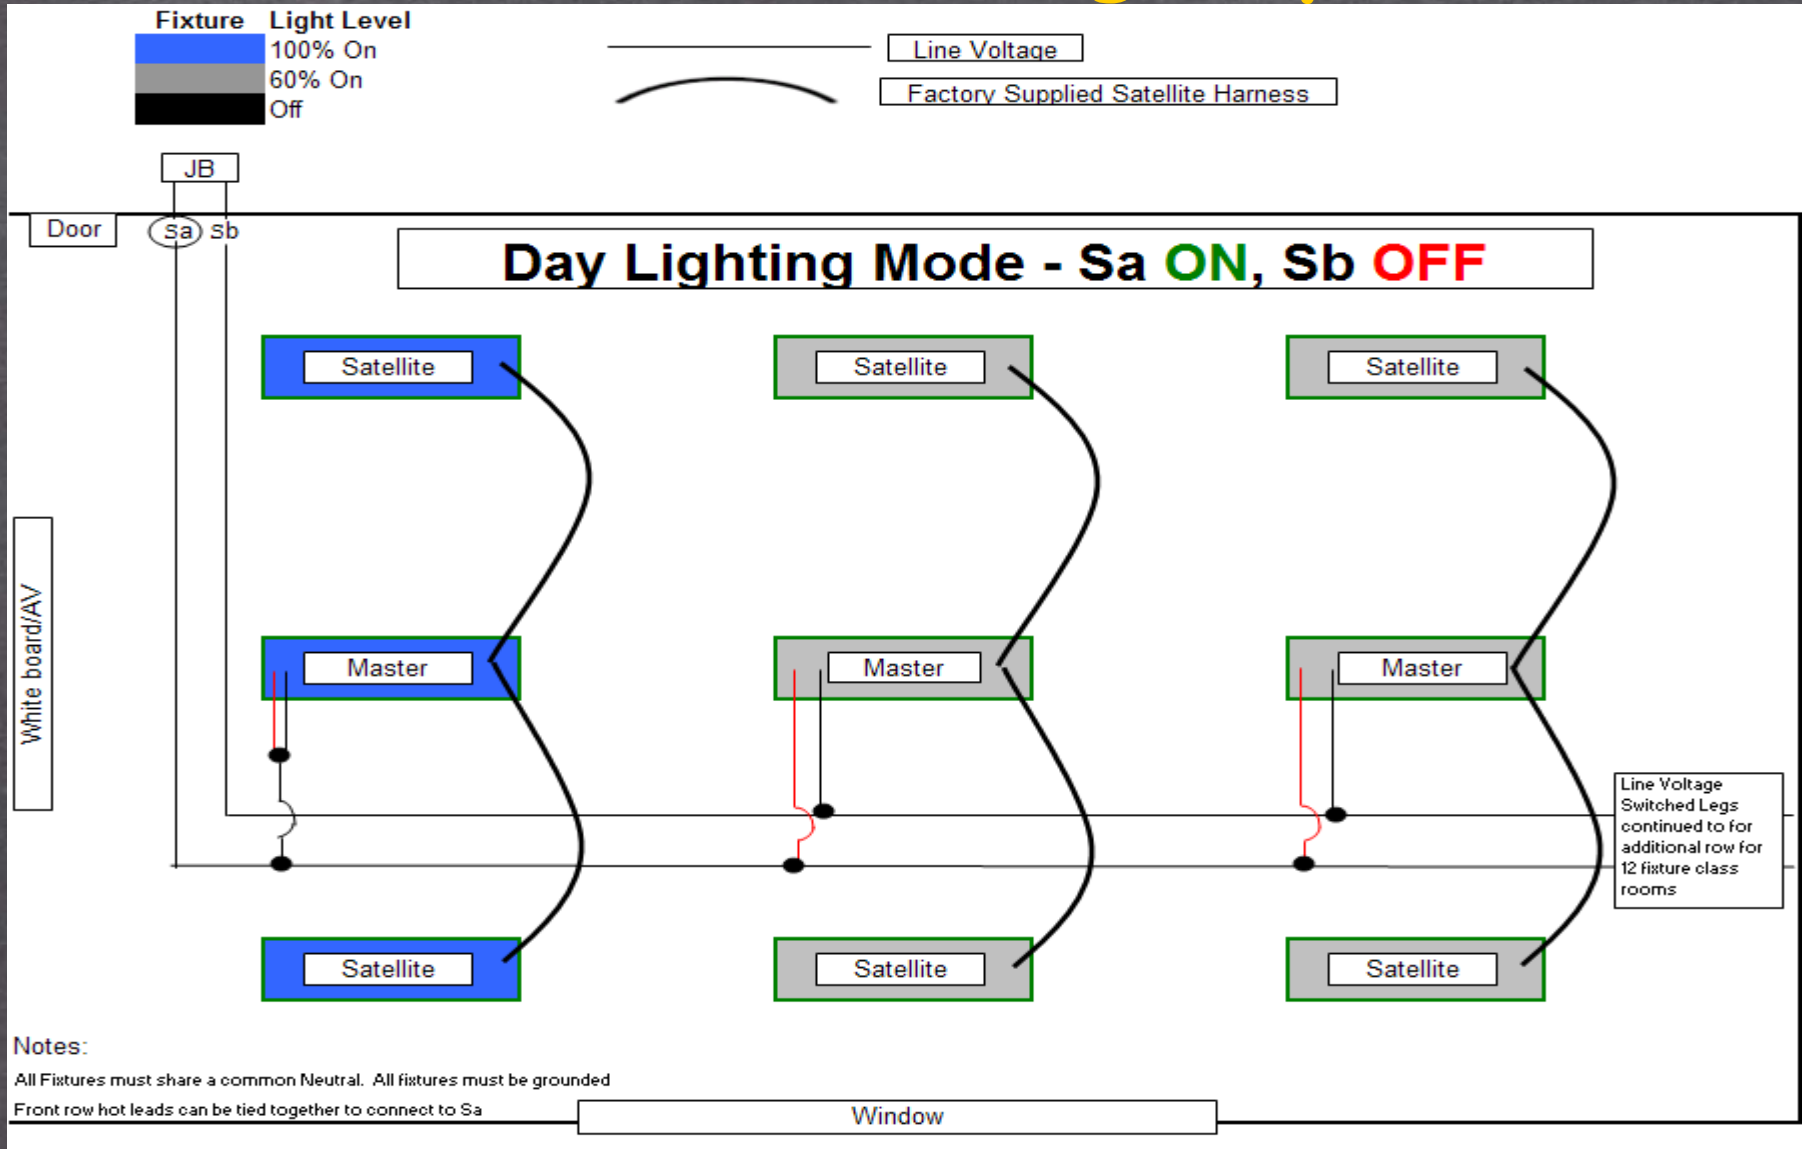 Fixture Light Level
100% On
60% On
Off
Line Voltage
Factory Supplied Satellite Harness
JB
Door
Sa Sb
Day Lighting Mode - Sa ON, Sb OFF
Satellite
Satellite
Satellite
White board/AV
Master
Master
Master
Line Voltage
Switched Legs
continued to for
additional row for
12 fixture class
rooms
Satellite
Satellite
Satellite
Notes:
All Fixtures must share a common Neutral. All fixtures must be grounded
Front row hot leads can be tied together to connect to Sa
Window